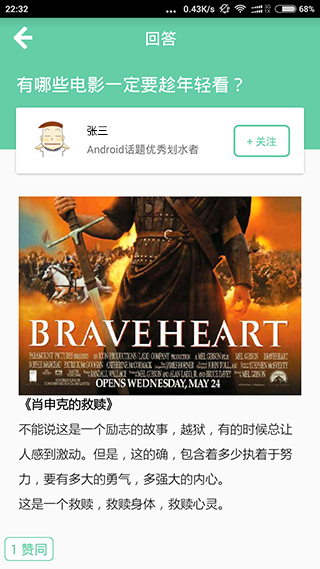 22:32
0.43K/s 68%
回答
有哪些电影一定要趁年轻看？
张三
Android话题优秀划水者
+ 关注
BRAVEHEART
PARAMOUNT PICTURES
OPENS WEDNESDAY, MAY 24
《肖申克的救赎》
不能说这是一个励志的故事，越狱，有的时候总让
人感到激动。但是，这的确，包含着多少执着于努
力，要有多大的勇气，多强大的内心。
这是一个救赎，救赎身体，救赎心灵。
1 赞同